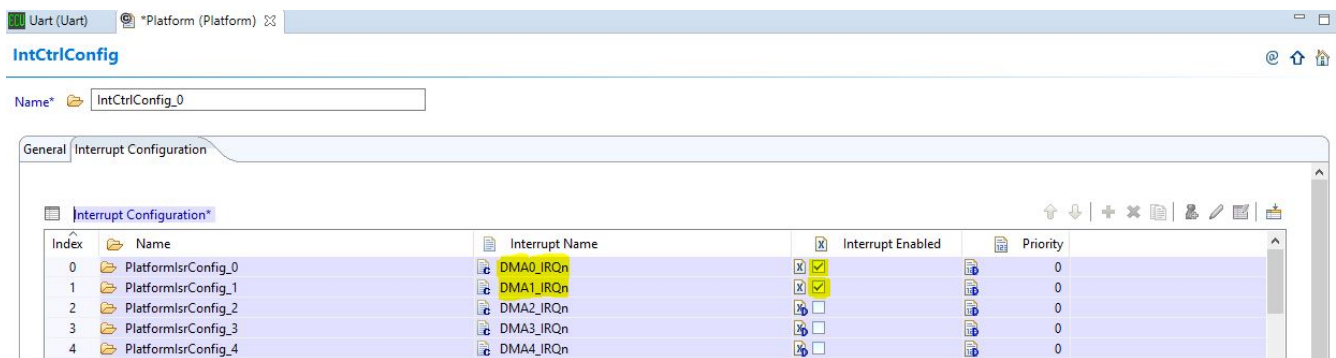 Uart (Uart) *Platform (Platform)
IntCtrlConfig
Name* IntCtrlConfig_0
General Interrupt Configuration
Interrupt Configuration*
Index Name Interrupt Name Interrupt Enabled Priority
0 PlatformIsrConfig_0 DMA0_IRQn 0
1 PlatformIsrConfig_1 DMA1_IRQn 0
2 PlatformIsrConfig_2 DMA2_IRQn 0
3 PlatformIsrConfig_3 DMA3_IRQn 0
4 PlatformIsrConfig_4 DMA4_IRQn 0